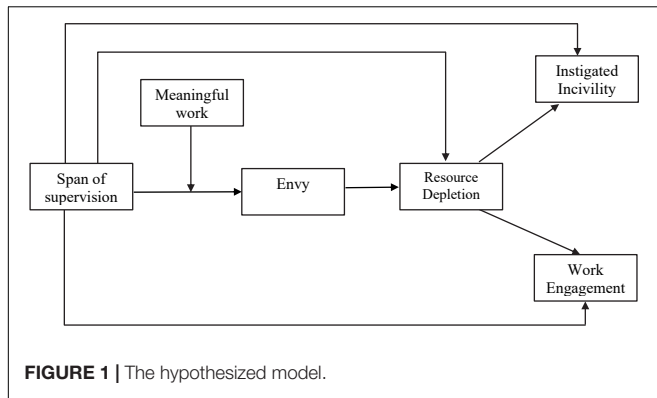 Instigated
Incivility
Meaningful
work
Span of
supervision
Envy
Resource
Depletion
Work
Engagement
FIGURE 1 | The hypothesized model.